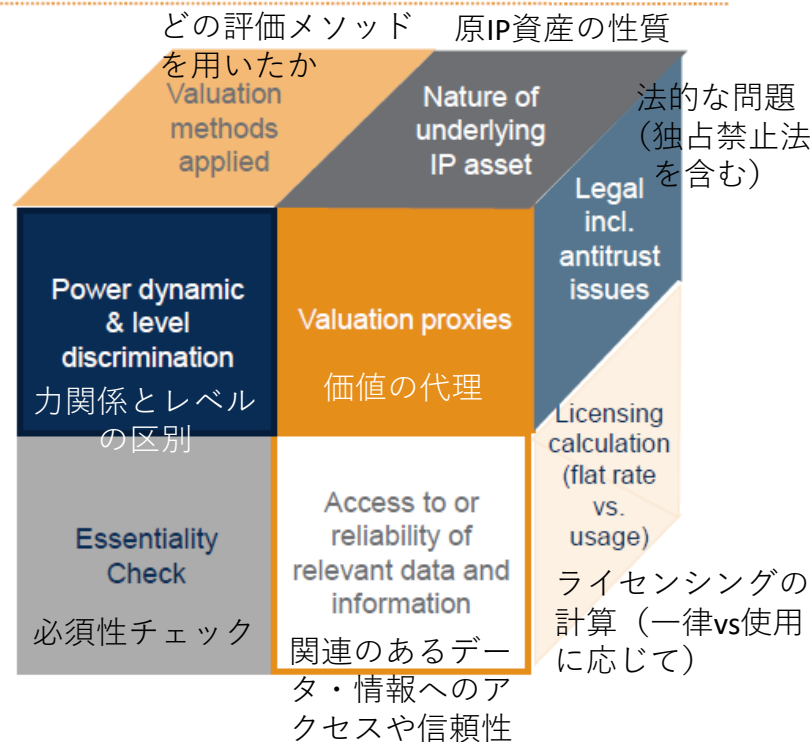 どの評価メソッド
を用いたか
原IP資産の性質
Valuation
methods
applied
Nature of
underlying
IP asset
法的な問題
（独占禁止法
を含む）
Legal
incl.
antitrust
issues
Power dynamic
& level
discrimination
力関係とレベル
の区別
Valuation proxies
価値の代理
Licensing
calculation
(flat rate
vs.
usage)
ライセンシングの
計算（一律vs使用
に応じて）
Essentiality
Check
必須性チェック
Access to or
reliability of
relevant data and
information
関連のあるデー
タ・情報へのア
クセスや信頼性